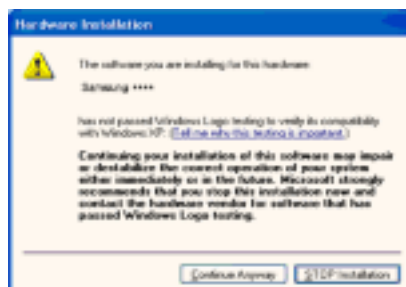 Hardware Installation
The software you are installing for this hardware:
Samsung ****
has not passed Windows Logo testing to verify its compatibility
with Windows XP. (Tell me why this testing is important.)
Continuing your installation of this software may impair
or destabilize the correct operation of your system
either immediately or in the future. Microsoft strongly
recommends that you stop this installation now and
contact the hardware vendor for software that has
passed Windows Logo testing.
Continue Anyway
STOP Installation